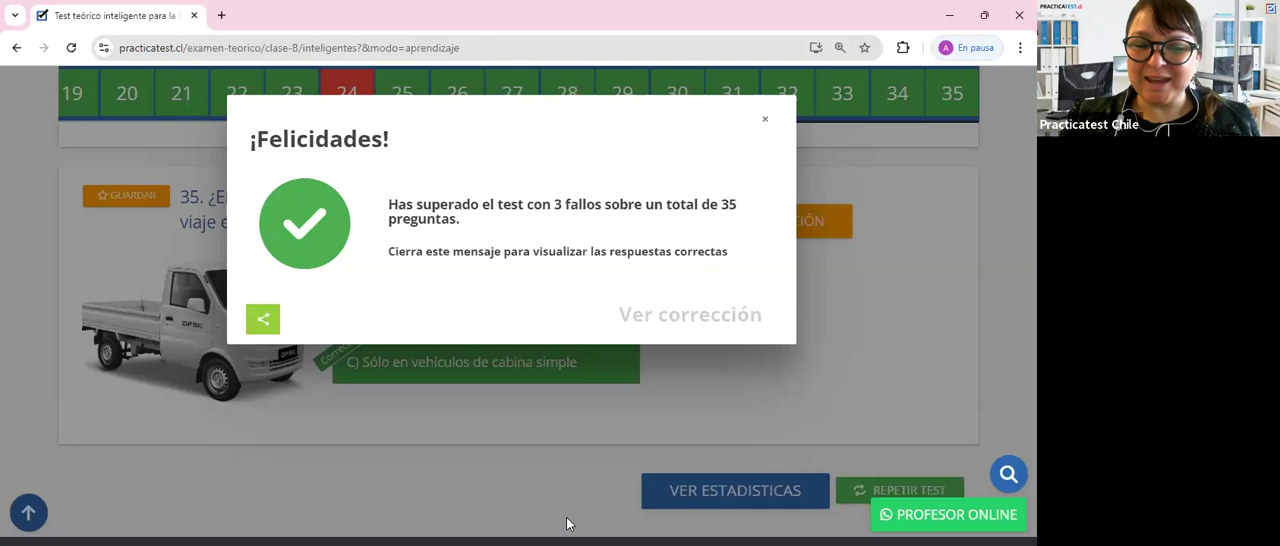 Test teórico inteligente para la
practicatest.cl/examen-teorico/clase-B/inteligentes?&modo=aprendizaje
A
En pausa
PRACTICATEST.cl
Practicatest Chile
19 20 21 22 23 24 25 26 27 28 29 30 31 32 33 34 35
¡Felicidades!
×
GUARDAR
35. ¿E
viaje e
CIÓN
Has superado el test con 3 fallos sobre un total de 35
preguntas.
Cierra este mensaje para visualizar las respuestas correctas
Ver corrección
DFSK
Correc
C) Sólo en vehículos de cabina simple
VER ESTADISTICAS
REPETIR TEST
PROFESOR ONLINE